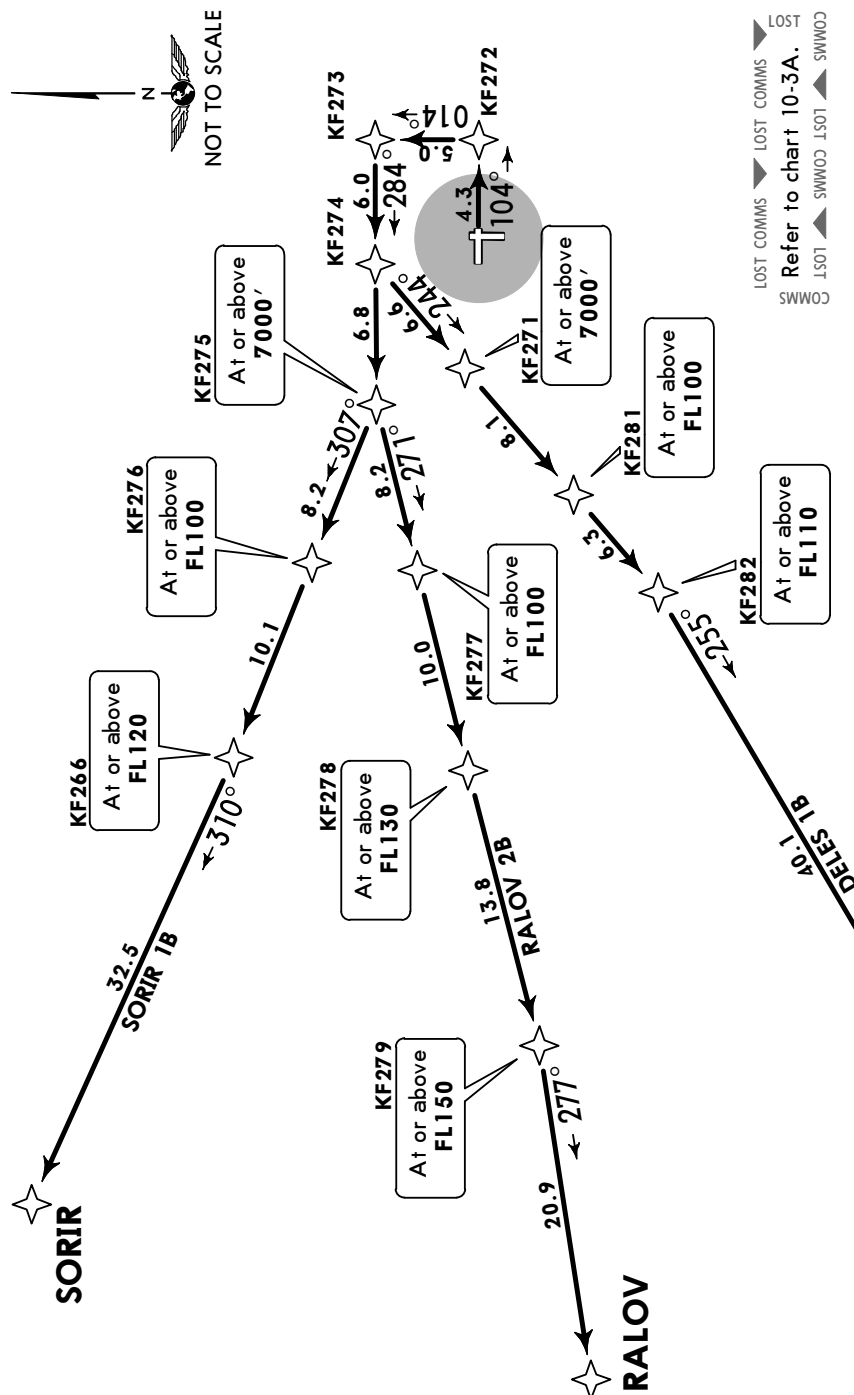 N
NOT TO SCALE
SORIR
32.5
SORIR 1B
310°
KF266
At or above
FL120
10.1
KF276
At or above
FL100
8.2
307°
KF275
At or above
7000'
6.8
KF274
6.0
284°
KF273
5.0
014°
KF272
4.3
104°
RALOV
20.9
277°
KF279
At or above
FL150
13.8
RALOV 2B
KF278
At or above
FL130
10.0
KF277
At or above
FL100
8.2
271°
6.6
244°
KF271
At or above
7000'
8.1
KF281
At or above
FL100
6.3
KF282
At or above
FL110
255°
40.1
DELES 1B
LOST COMMS LOST COMMS LOST
Refer to chart 10-3A.
COMMS LOST COMMS LOST COMMS